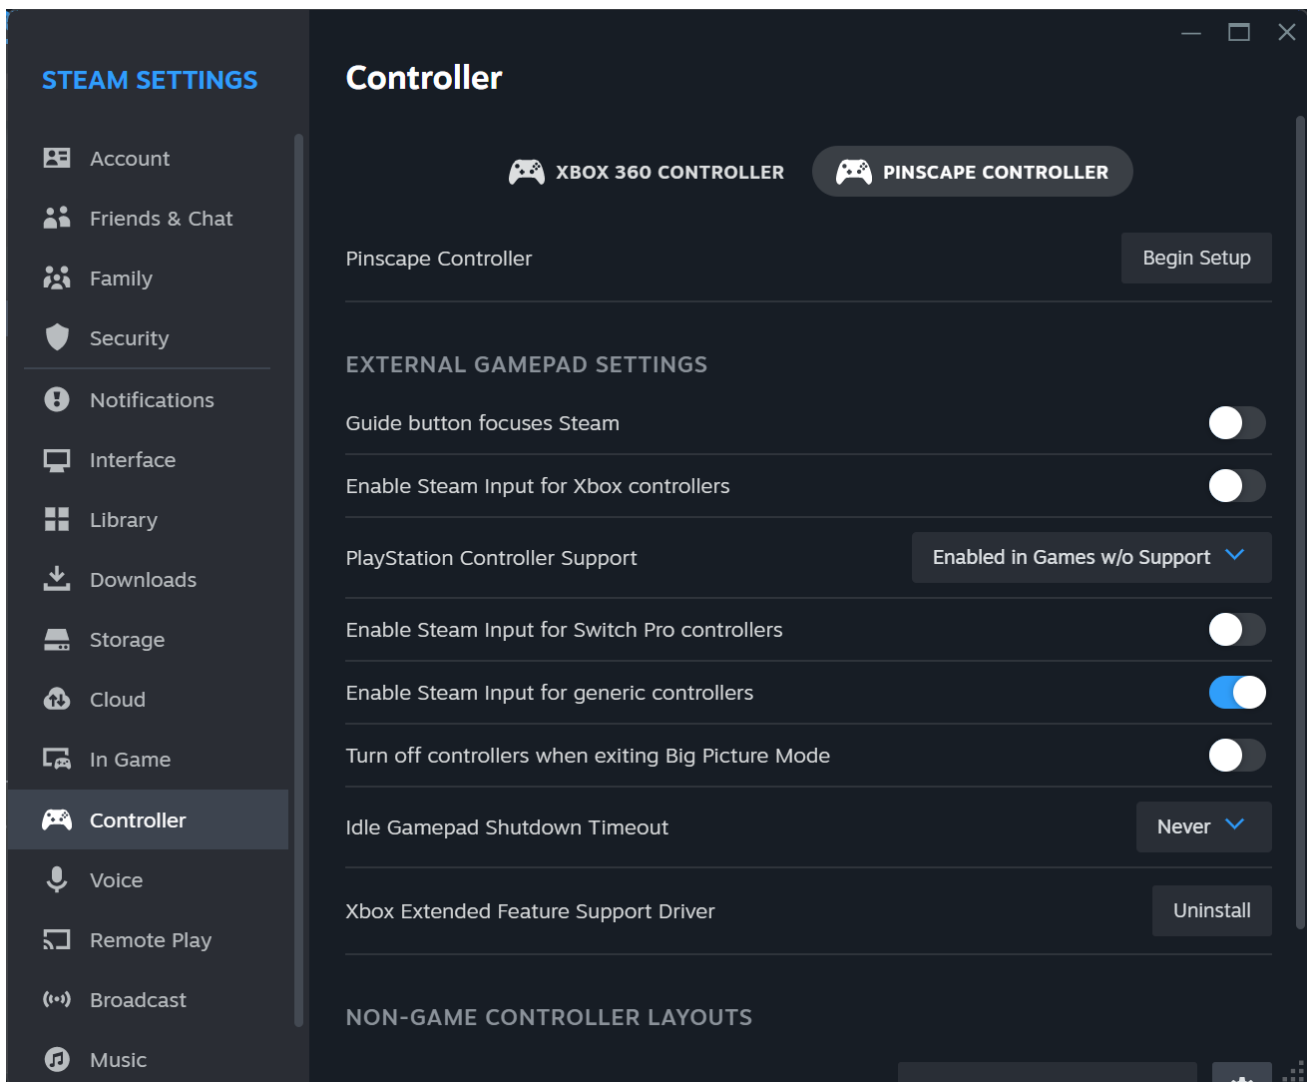 STEAM SETTINGS
Account
Friends & Chat
Family
Security
Notifications
Interface
Library
Downloads
Storage
Cloud
In Game
Controller
Voice
Remote Play
Broadcast
Music
Controller
XBOX 360 CONTROLLER
PINSCAPE CONTROLLER
Pinscape Controller
Begin Setup
EXTERNAL GAMEPAD SETTINGS
Guide button focuses Steam
Enable Steam Input for Xbox controllers
PlayStation Controller Support
Enabled in Games w/o Support
Enable Steam Input for Switch Pro controllers
Enable Steam Input for generic controllers
Turn off controllers when exiting Big Picture Mode
Idle Gamepad Shutdown Timeout
Never
Xbox Extended Feature Support Driver
Uninstall
NON-GAME CONTROLLER LAYOUTS